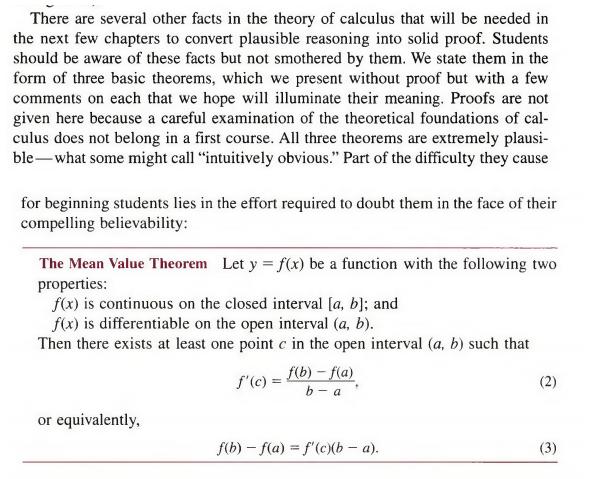 There are several other facts in the theory of calculus that will be needed in
the next few chapters to convert plausible reasoning into solid proof. Students
should be aware of these facts but not smothered by them. We state them in the
form of three basic theorems, which we present without proof but with a few
comments on each that we hope will illuminate their meaning. Proofs are not
given here because a careful examination of the theoretical foundations of cal-
culus does not belong in a first course. All three theorems are extremely plausi-
ble—what some might call “intuitively obvious.” Part of the difficulty they cause
for beginning students lies in the effort required to doubt them in the face of their
compelling believability:
The Mean Value Theorem Let y = f(x) be a function with the following two
properties:
f(x) is continuous on the closed interval [a, b]; and
f(x) is differentiable on the open interval (a, b).
Then there exists at least one point c in the open interval (a, b) such that
f'(c) = (f(b) − f(a))/(b − a), (2)
or equivalently,
f(b) − f(a) = f'(c)(b − a). (3)